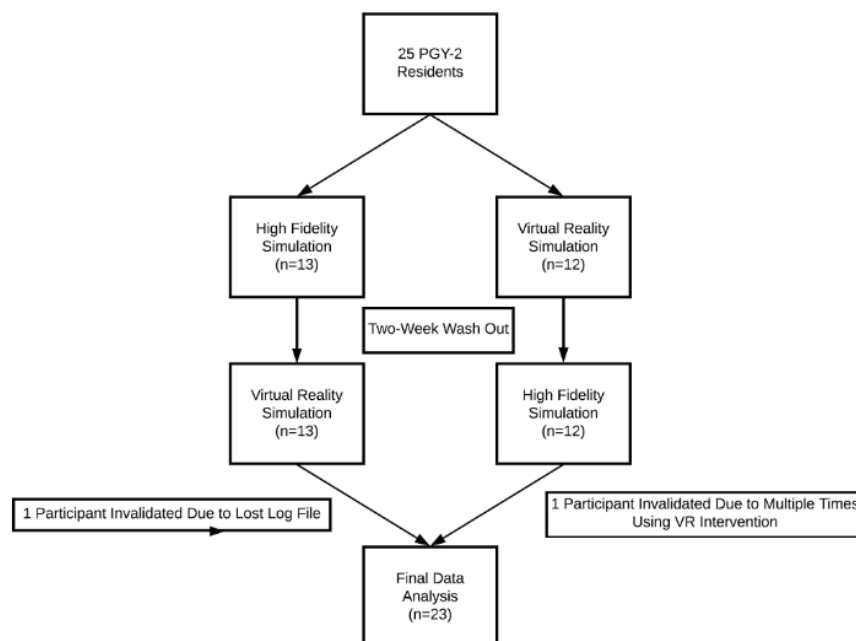 25 PGY-2
Residents
High Fidelity
Simulation
(n=13)
Virtual Reality
Simulation
(n=12)
Two-Week Wash Out
Virtual Reality
Simulation
(n=13)
High Fidelity
Simulation
(n=12)
1 Participant Invalidated Due to Lost Log File
1 Participant Invalidated Due to Multiple Times
Using VR Intervention
Final Data
Analysis
(n=23)